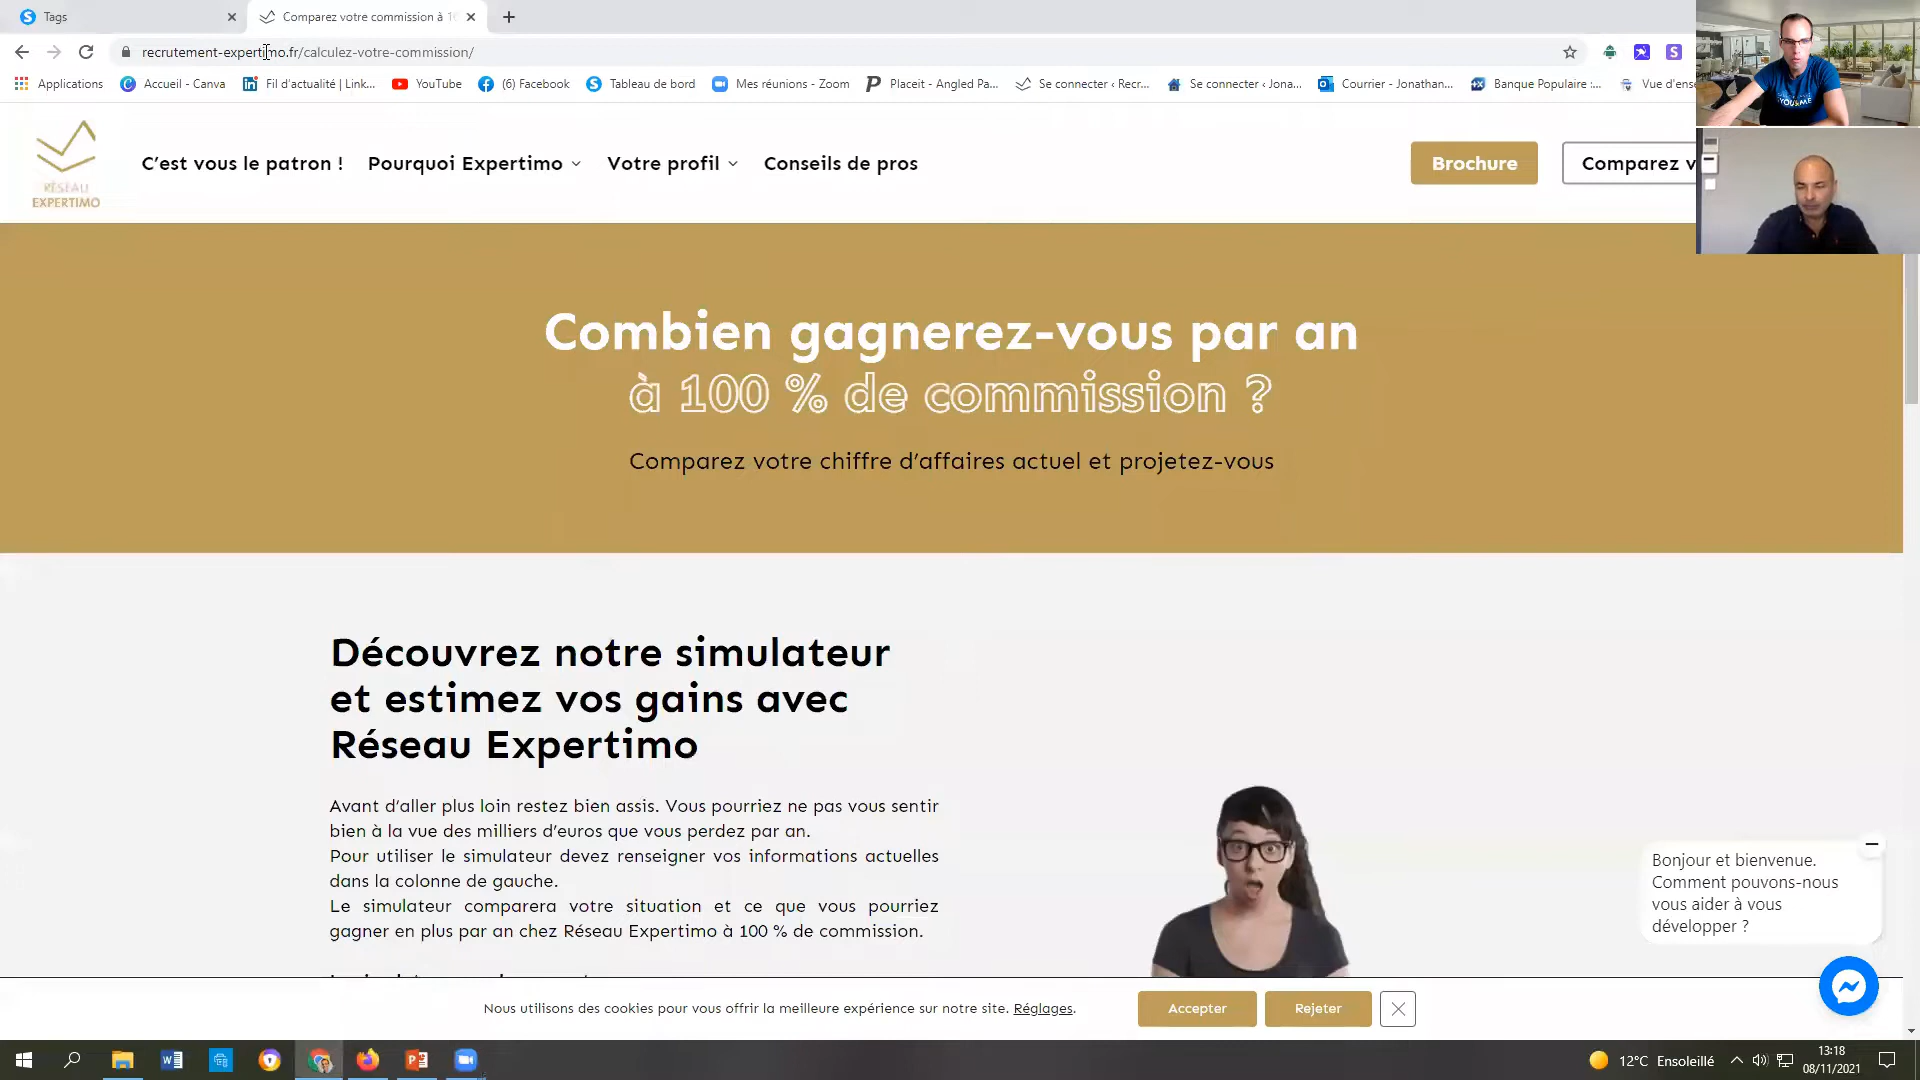 Tags
Comparez votre commission à 10
recrutement-expertimo.fr/calculez-votre-commission/
Applications
Accueil - Canva
Fil d'actualité | Link...
YouTube
(6) Facebook
Tableau de bord
Mes réunions - Zoom
Placeit - Angled Pa...
Se connecter ‹ Recr...
Se connecter ‹ Jona...
Courrier - Jonathan...
Banque Populaire :...
Vue d'ens
RÉSEAU
EXPERTIMO
C'est vous le patron !
Pourquoi Expertimo
Votre profil
Conseils de pros
Brochure
Comparez v
Combien gagnerez-vous par an
à 100 % de commission ?
Comparez votre chiffre d'affaires actuel et projetez-vous
Découvrez notre simulateur
et estimez vos gains avec
Réseau Expertimo
Avant d'aller plus loin restez bien assis. Vous pourriez ne pas vous sentir
bien à la vue des milliers d'euros que vous perdez par an.
Pour utiliser le simulateur devez renseigner vos informations actuelles
dans la colonne de gauche.
Le simulateur comparera votre situation et ce que vous pourriez
gagner en plus par an chez Réseau Expertimo à 100 % de commission.
Bonjour et bienvenue.
Comment pouvons-nous
vous aider à vous
développer ?
Nous utilisons des cookies pour vous offrir la meilleure expérience sur notre site. Réglages.
Accepter
Rejeter
12°C Ensoleillé
13:18
08/11/2021